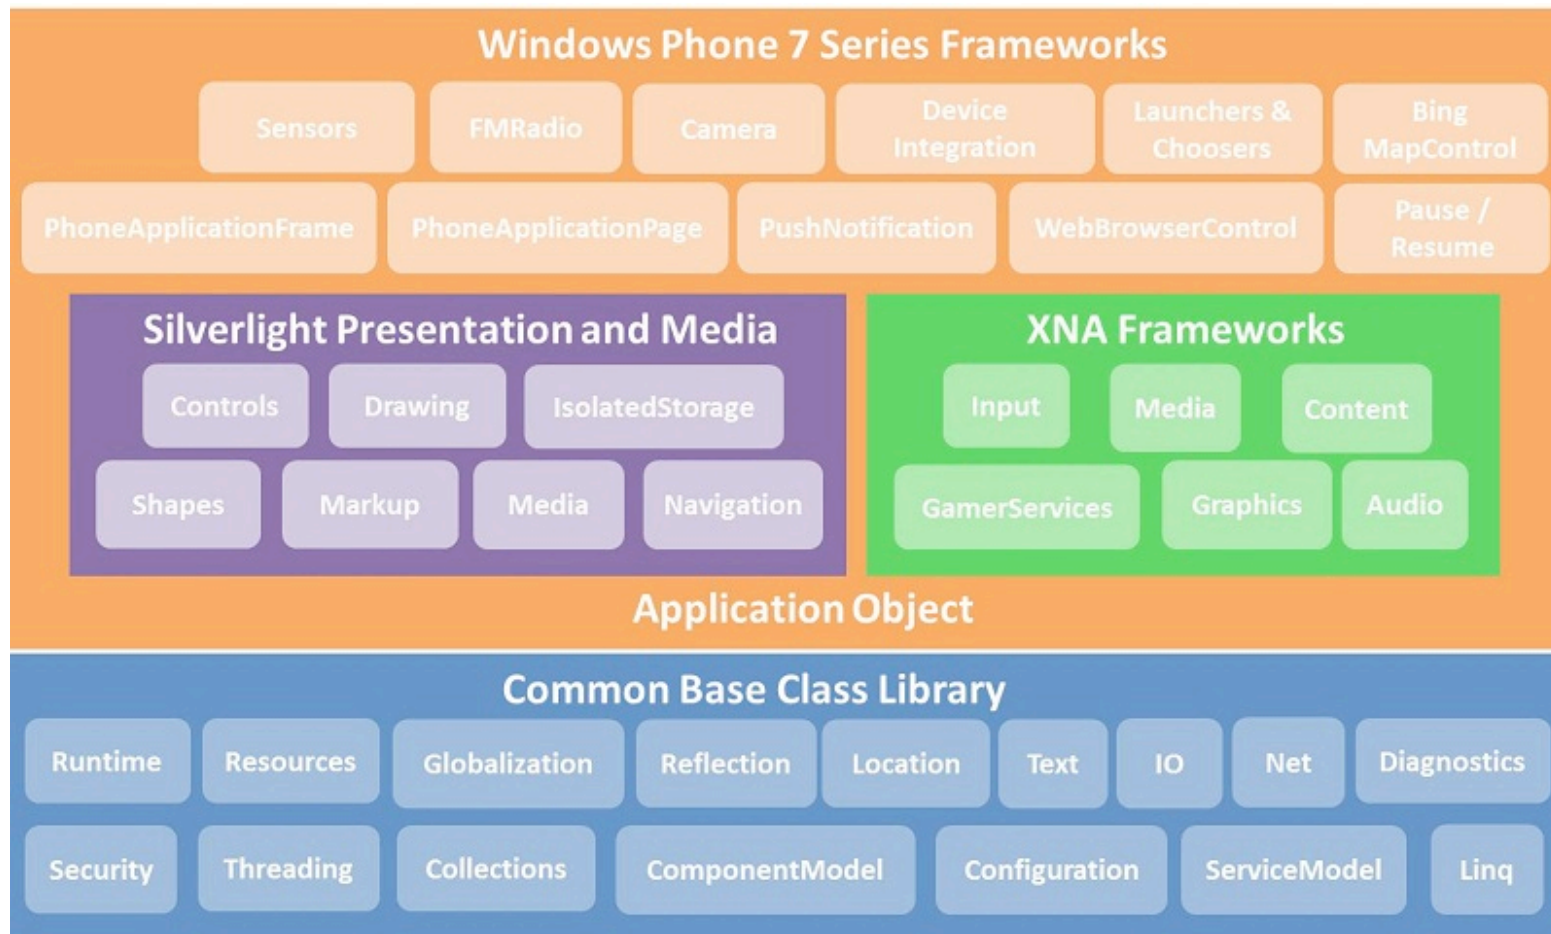 Windows Phone 7 Series Frameworks
Sensors
FMRadio
Camera
Device
Integration
Launchers &
Choosers
Bing
MapControl
PhoneApplicationFrame
PhoneApplicationPage
PushNotification
WebBrowserControl
Pause /
Resume
Silverlight Presentation and Media
Controls
Drawing
IsolatedStorage
Shapes
Markup
Media
Navigation
XNA Frameworks
Input
Media
Content
GamerServices
Graphics
Audio
Application Object
Common Base Class Library
Runtime
Resources
Globalization
Reflection
Location
Text
IO
Net
Diagnostics
Security
Threading
Collections
ComponentModel
Configuration
ServiceModel
Linq